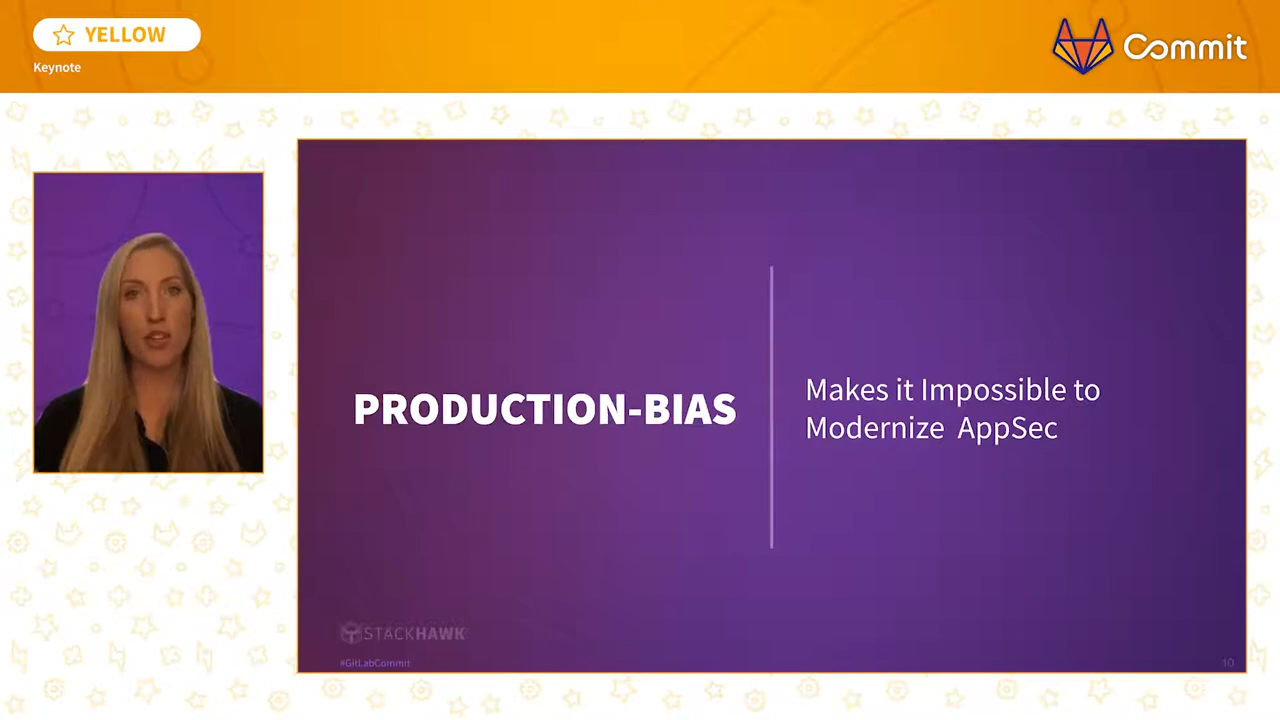 YELLOW
Keynote
Commit
PRODUCTION-BIAS
Makes it Impossible to
Modernize AppSec
STACKHAWK
#GitLabCommit
10